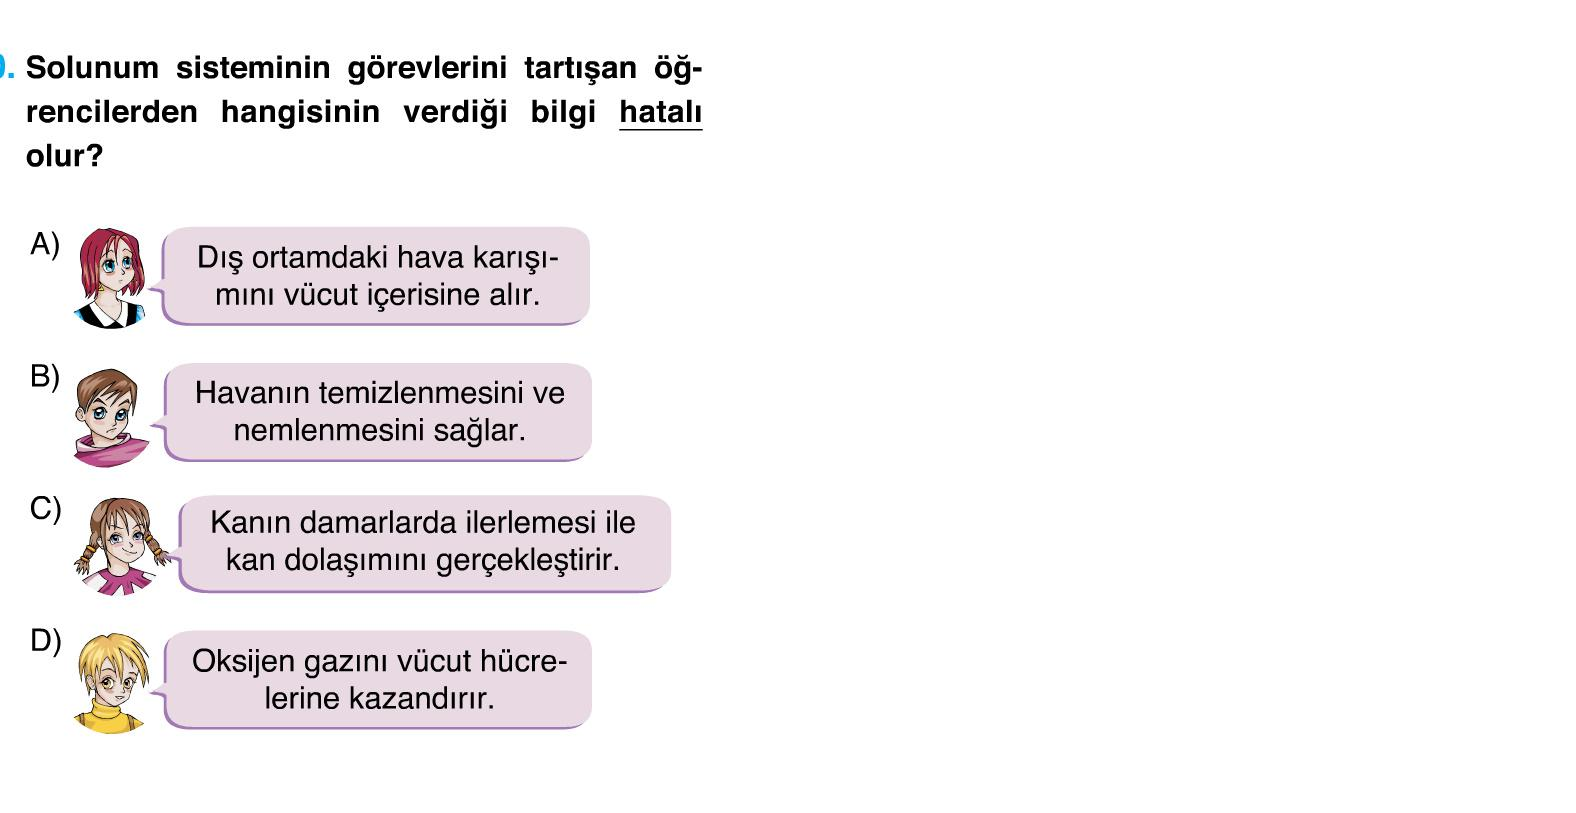 . Solunum sisteminin görevlerini tartışan öğ-
rencilerden hangisinin verdiği bilgi hatalı
olur?
A)
Dış ortamdaki hava karışı-
mını vücut içerisine alır.
B)
Havanın temizlenmesini ve
nemlenmesini sağlar.
C)
Kanın damarlarda ilerlemesi ile
kan dolaşımını gerçekleştirir.
D)
Oksijen gazını vücut hücre-
lerine kazandırır.